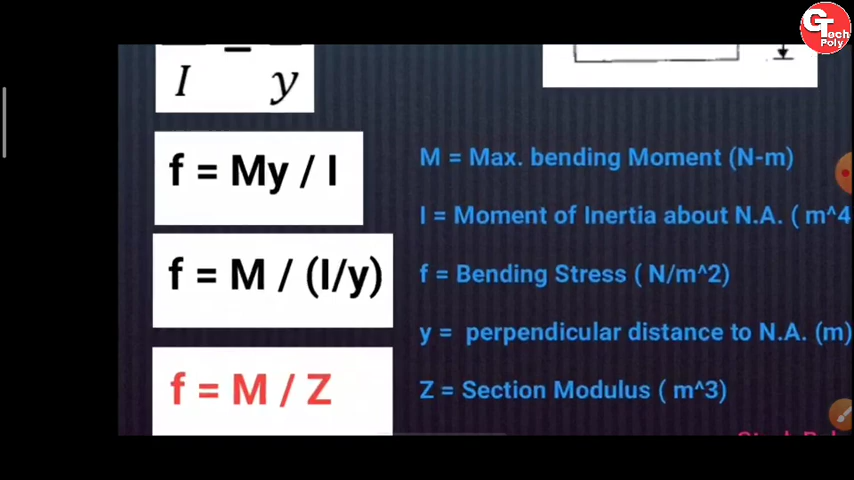 GTech
Poly
I = y
f = My / I
f = M / (I/y)
f = M / Z
M = Max. bending Moment (N-m)
I = Moment of Inertia about N.A. ( m^4
f = Bending Stress ( N/m^2)
y = perpendicular distance to N.A. (m)
Z = Section Modulus ( m^3)